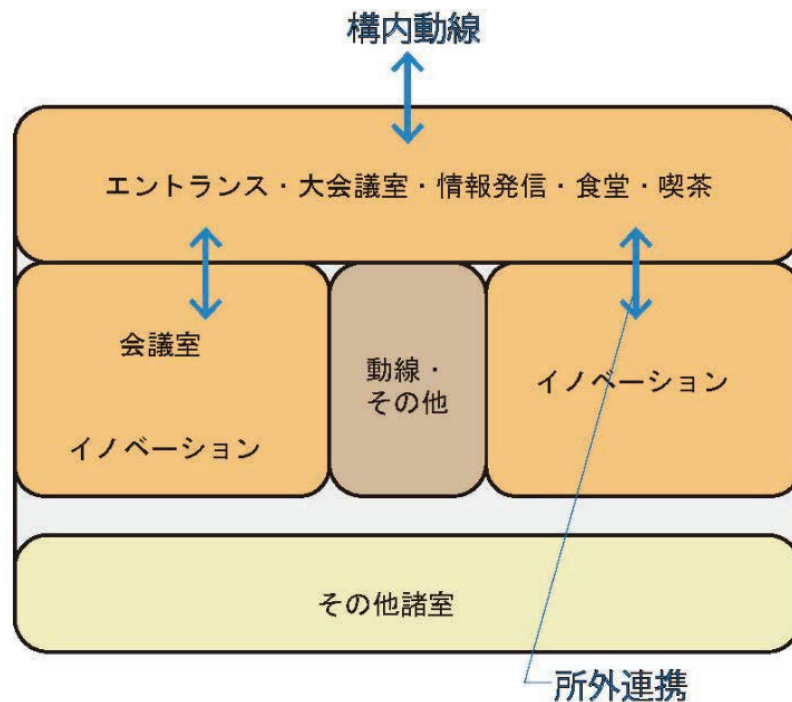 構内動線
エントランス・大会議室・情報発信・食堂・喫茶
会議室
イノベーション
動線・
その他
イノベーション
その他諸室
所外連携